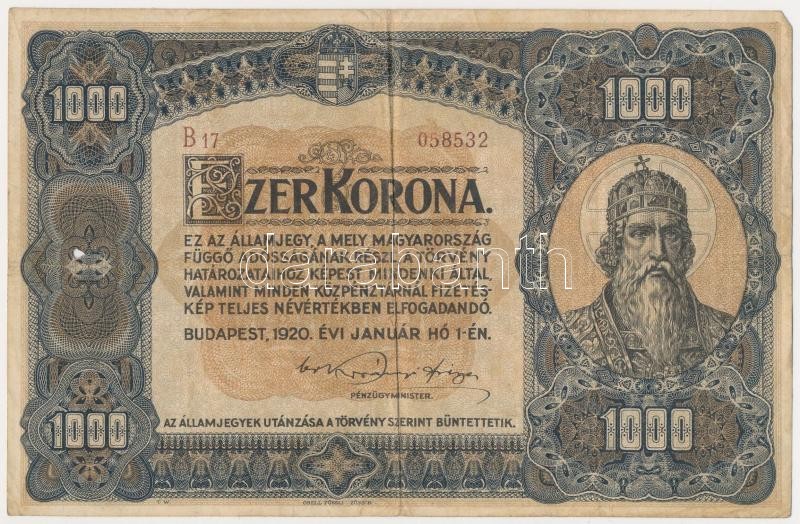 1000
1000
B 17
058532
EZER KORONA.
EZ AZ ÁLLAMJEGY, A MELY MAGYARORSZÁG
FÜGGŐ ADÓSSÁGÁNAK RÉSZE, A TÖRVÉNY
HATÁROZATAIHOZ KÉPEST MINDENKI ÁLTAL,
VALAMINT MINDEN KÖZPÉNZTÁRNÁL FIZETÉS-
KÉP TELJES NÉVÉRTÉKBEN ELFOGADANDÓ.
BUDAPEST, 1920. ÉVI JANUÁR HÓ 1-ÉN.
PÉNZÜGYMINISTER.
AZ ÁLLAMJEGYEK UTÁNZÁSA A TÖRVÉNY SZERINT BÜNTETTETIK.
1000
1000
ORELL FÜSSLI ZÜRICH
darabanth